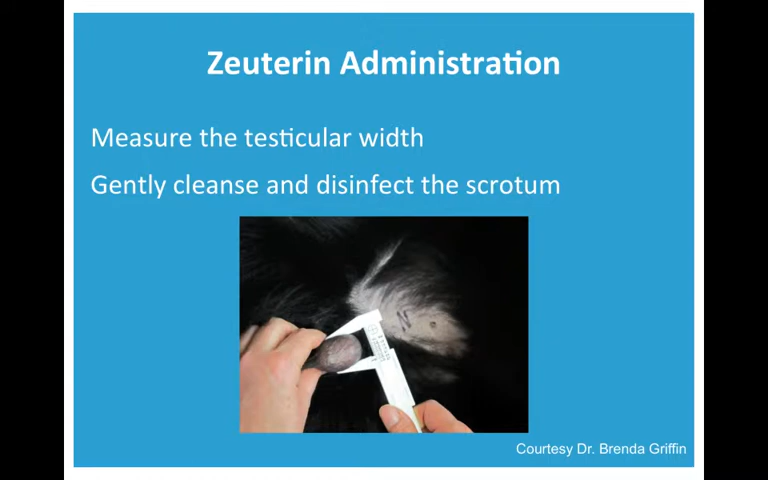 Zeuterin Administration
Measure the testicular width
Gently cleanse and disinfect the scrotum
Courtesy Dr. Brenda Griffin